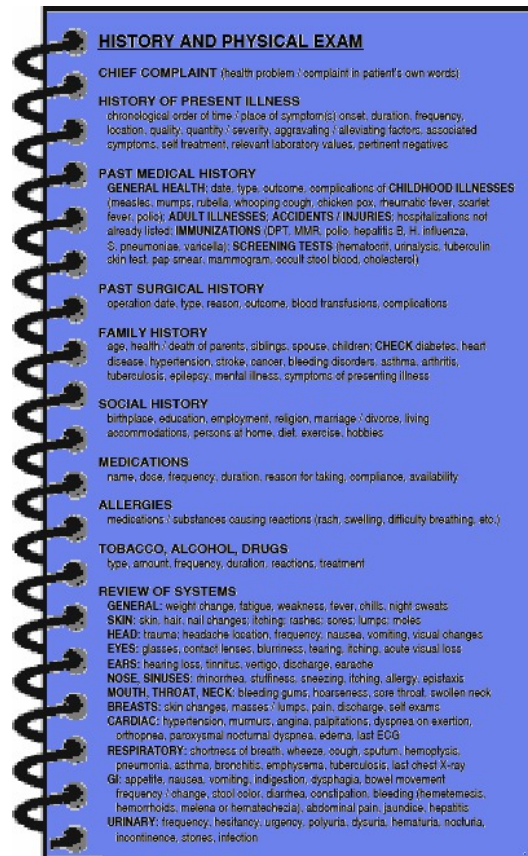 HISTORY AND PHYSICAL EXAM
CHIEF COMPLAINT (health problem / complaint in patient's own words)
HISTORY OF PRESENT ILLNESS
chronological order of time / place of symptom(s) onset, duration, frequency,
location, quality, quantity / severity, aggravating / alleviating factors, associated
symptoms, self treatment, relevant laboratory values, pertinent negatives
PAST MEDICAL HISTORY
GENERAL HEALTH; date, type, outcome, complications of CHILDHOOD ILLNESSES
(measles, mumps, rubella, whooping cough, chicken pox, rheumatic fever, scarlet
fever, polio); ADULT ILLNESSES; ACCIDENTS / INJURIES; hospitalizations not
already listed; IMMUNIZATIONS (DPT, MMR, polio, hepatitis B, H. influenza,
S. pneumoniae, varicella); SCREENING TESTS (hematocrit, urinalysis, tuberculin
skin test, pap smear, mammogram, occult stool blood, cholesterol)
PAST SURGICAL HISTORY
operation date, type, reason, outcome, blood transfusions, complications
FAMILY HISTORY
age, health / death of parents, siblings, spouse, children; CHECK diabetes, heart
disease, hypertension, stroke, cancer, bleeding disorders, asthma, arthritis,
tuberculosis, epilepsy, mental illness, symptoms of presenting illness
SOCIAL HISTORY
birthplace, education, employment, religion, marriage / divorce, living
accommodations, persons at home, diet, exercise, hobbies
MEDICATIONS
name, dose, frequency, duration, reason for taking, compliance, availability
ALLERGIES
medications / substances causing reactions (rash, swelling, difficulty breathing, etc.)
TOBACCO, ALCOHOL, DRUGS
type, amount, frequency, duration, reactions, treatment
REVIEW OF SYSTEMS
GENERAL: weight change, fatigue, weakness, fever, chills, night sweats
SKIN: skin, hair, nail changes; itching; rashes; sores; lumps; moles
HEAD: trauma; headache location, frequency, nausea, vomiting, visual changes
EYES: glasses, contact lenses, blurriness, tearing, itching, acute visual loss
EARS: hearing loss, tinnitus, vertigo, discharge, earache
NOSE, SINUSES: rhinorrhea, stuffiness, sneezing, itching, allergy, epistaxis
MOUTH, THROAT, NECK: bleeding gums, hoarseness, sore throat, swollen neck
BREASTS: skin changes, masses / lumps, pain, discharge, self exams
CARDIAC: hypertension, murmurs, angina, palpitations, dyspnea on exertion,
orthopnea, paroxysmal nocturnal dyspnea, edema, last ECG
RESPIRATORY: shortness of breath, wheeze, cough, sputum, hemoptysis,
pneumonia, asthma, bronchitis, emphysema, tuberculosis, last chest X-ray
GI: appetite, nausea, vomiting, indigestion, dysphagia, bowel movement
frequency / change, stool color, diarrhea, constipation, bleeding (hemetemesis,
hemorrhoids, melena or hematechezia), abdominal pain, jaundice, hepatitis
URINARY: frequency, hesitancy, urgency, polyuria, dysuria, hematuria, nocturia,
incontinence, stones, infection